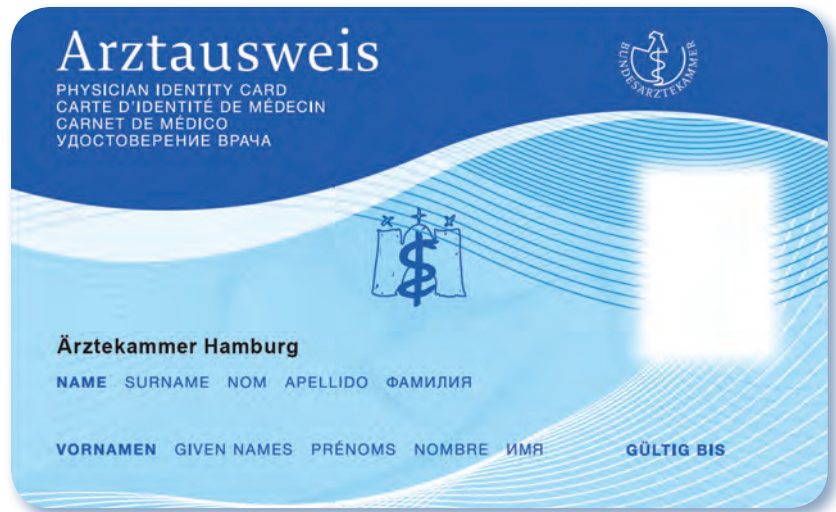 Arztausweis
PHYSICIAN IDENTITY CARD
CARTE D'IDENTITÉ DE MÉDECIN
CARNET DE MÉDICO
УДОСТОВЕРЕНИЕ ВРАЧА
BUNDESÄRZTEKAMMER
Ärztekammer Hamburg
NAME SURNAME NOM APELLIDO ФАМИЛИЯ
VORNAMEN GIVEN NAMES PRÉNOMS NOMBRE ИМЯ GÜLTIG BIS